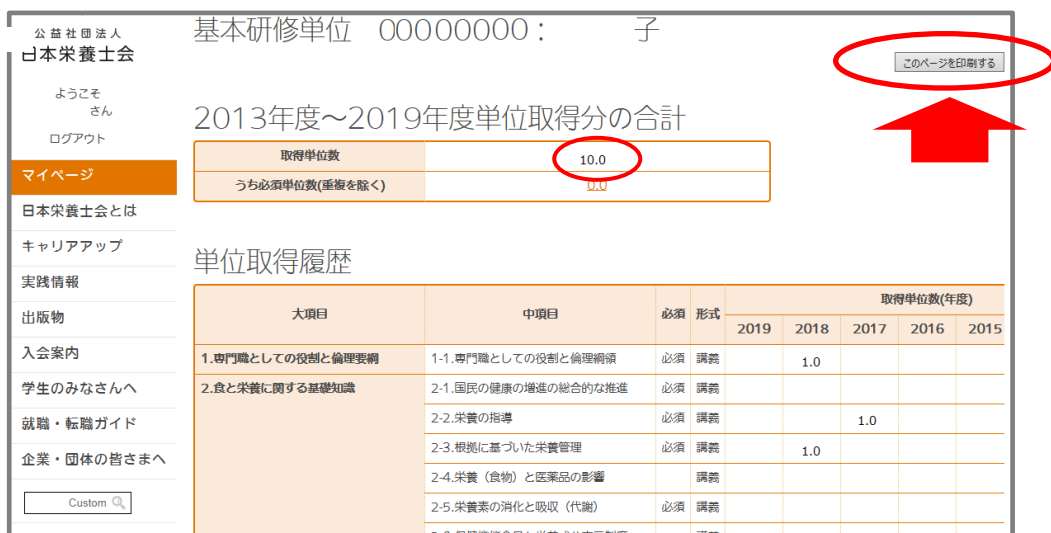 公益社団法人
日本栄養士会
ようこそ
さん
ログアウト
マイページ
日本栄養士会とは
キャリアアップ
実践情報
出版物
入会案内
学生のみなさんへ
就職・転職ガイド
企業・団体の皆さまへ
Custom
基本研修単位 00000000: 子
このページを印刷する
2013年度～2019年度単位取得分の合計
取得単位数 10.0
うち必須単位数(重複を除く) 0.0
単位取得履歴
大項目 中項目 必須 形式 取得単位数(年度)
2019 2018 2017 2016 2015
1.専門職としての役割と倫理要綱 1-1.専門職としての役割と倫理綱領 必須 講義 1.0
2.食と栄養に関する基礎知識 2-1.国民の健康の増進の総合的な推進 必須 講義
2-2.栄養の指導 必須 講義 1.0
2-3.根拠に基づいた栄養管理 必須 講義 1.0
2-4.栄養（食物）と医薬品の影響 講義
2-5.栄養素の消化と吸収（代謝） 必須 講義